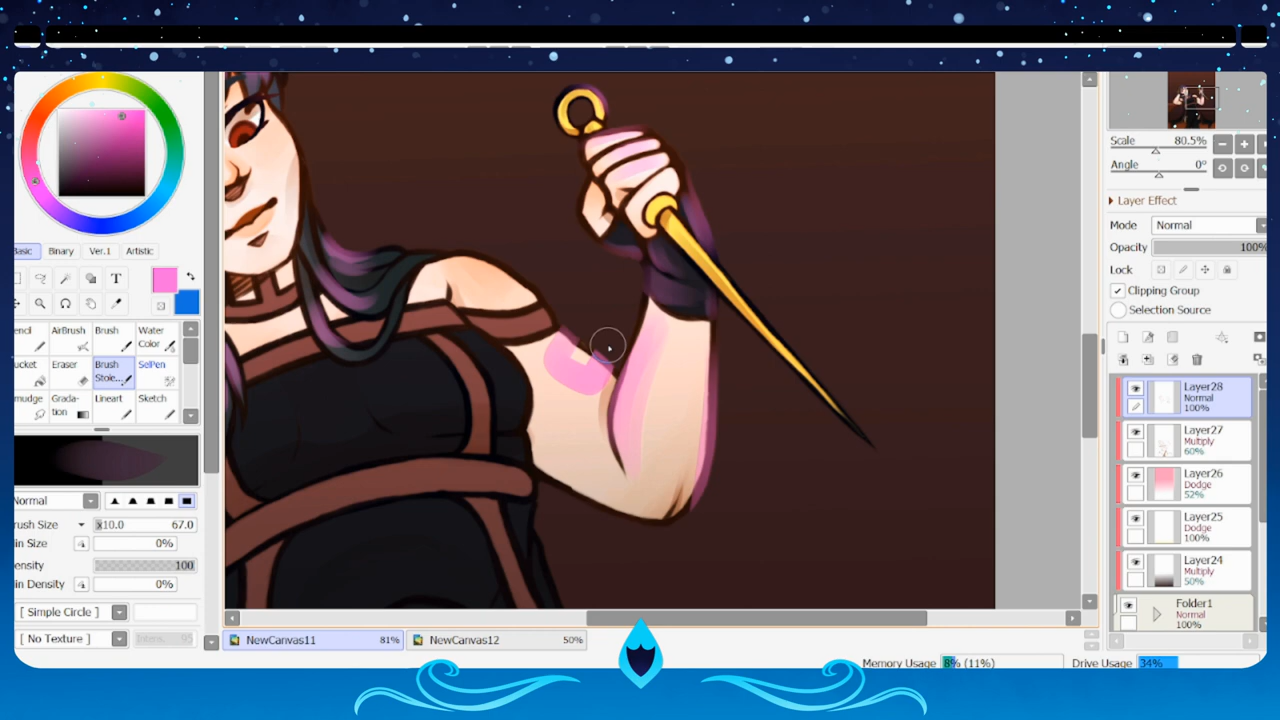 Scale 80.5%
Angle 0°
Layer Effect
Mode Normal
Opacity 100%
Lock
Clipping Group
Selection Source
Layer28
Normal
100%
Layer27
Multiply
60%
Layer26
Dodge
52%
Layer25
Dodge
100%
Layer24
Multiply
50%
Folder1
Normal
100%
Basic Binary Ver.1 Artistic
T
encil AirBrush Brush Water Color
ucket Eraser Brush Stole... SelPen
mudge Grada-tion Lineart Sketch
Normal
rush Size x10.0 67.0
in Size 0%
ensity 100
in Density 0%
[ Simple Circle ]
[ No Texture ] Intens. 95
NewCanvas11 81% NewCanvas12 50%
Memory Usage 8% (11%) Drive Usage 34%